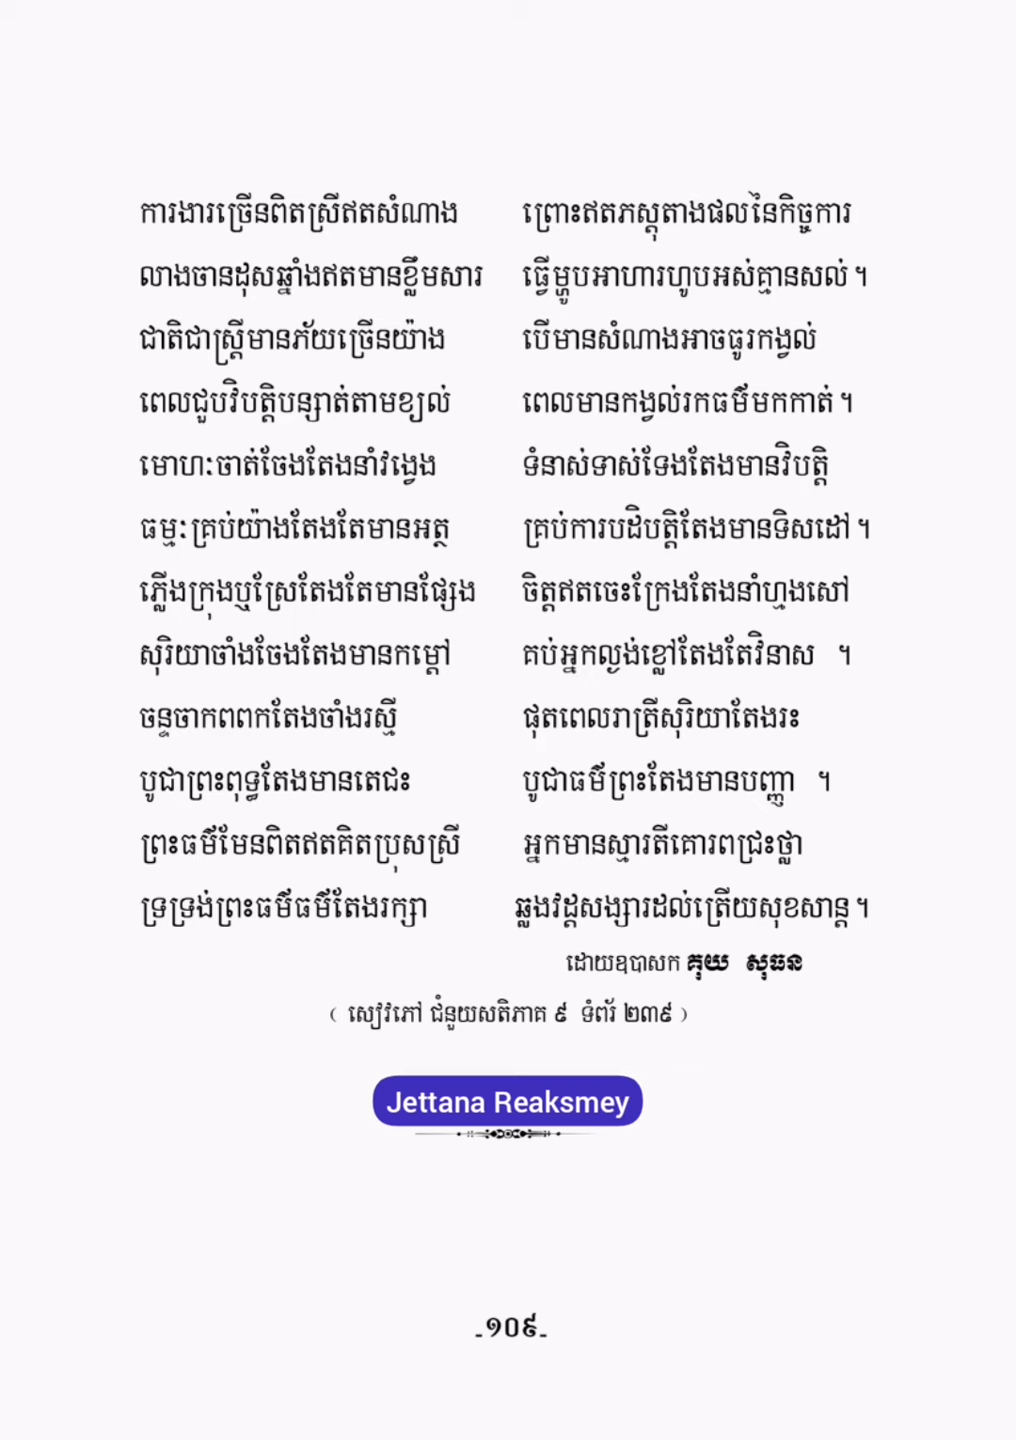 ការងារច្រើនពិតស្រីឥតសំណាង ព្រោះឥតភស្តុតាងផលនៃកិច្ចការ
លាងចានដុសឆ្នាំងឥតមានខ្លឹមសារ ធ្វើម្ហូបអាហារហូបអស់គ្មានសល់។
ជាតិជាស្ត្រីមានភ័យច្រើនយ៉ាង បើមានសំណាងអាចធូរកង្វល់
ពេលជួបវិបត្តិបន្សាត់តាមខ្យល់ ពេលមានកង្វល់រកធម៌មកកាត់។
មោហៈចាត់ចែងតែងនាំវង្វេង ទំនាស់ទាស់ទែងតែងមានវិបត្តិ
ធម្មៈគ្រប់យ៉ាងតែងតែមានអត្ថ គ្រប់ការបដិបត្តិតែងមានទិសដៅ។
ភ្លើងក្រុងឬស្រែតែងតែមានផ្សែង ចិត្តឥតចេះក្រែងតែងនាំហ្មងសៅ
សុរិយាចាំងចែងតែងមានកម្ដៅ គប់អ្នកល្ងង់ខ្លៅតែងតែវិនាស ។
ចន្ទចាកពពកតែងចាំងរស្មី ផុតពេលរាត្រីសុរិយាតែងរះ
បូជាព្រះពុទ្ធតែងមានតេជះ បូជាធម៌ព្រះតែងមានបញ្ញា ។
ព្រះធម៌មែនពិតឥតគិតប្រុសស្រី អ្នកមានស្មារតីគោរពជ្រះថ្លា
ទ្រទ្រង់ព្រះធម៌ធម៌តែងរក្សា ឆ្លងវដ្ដសង្សារដល់ត្រើយសុខសាន្ត។
ដោយឧបាសក គុយ សុធន
( សៀវភៅ ជំនួយសតិភាគ ៩ ទំពរ័ ២៣៩ )
Jettana Reaksmey
-១០៩-